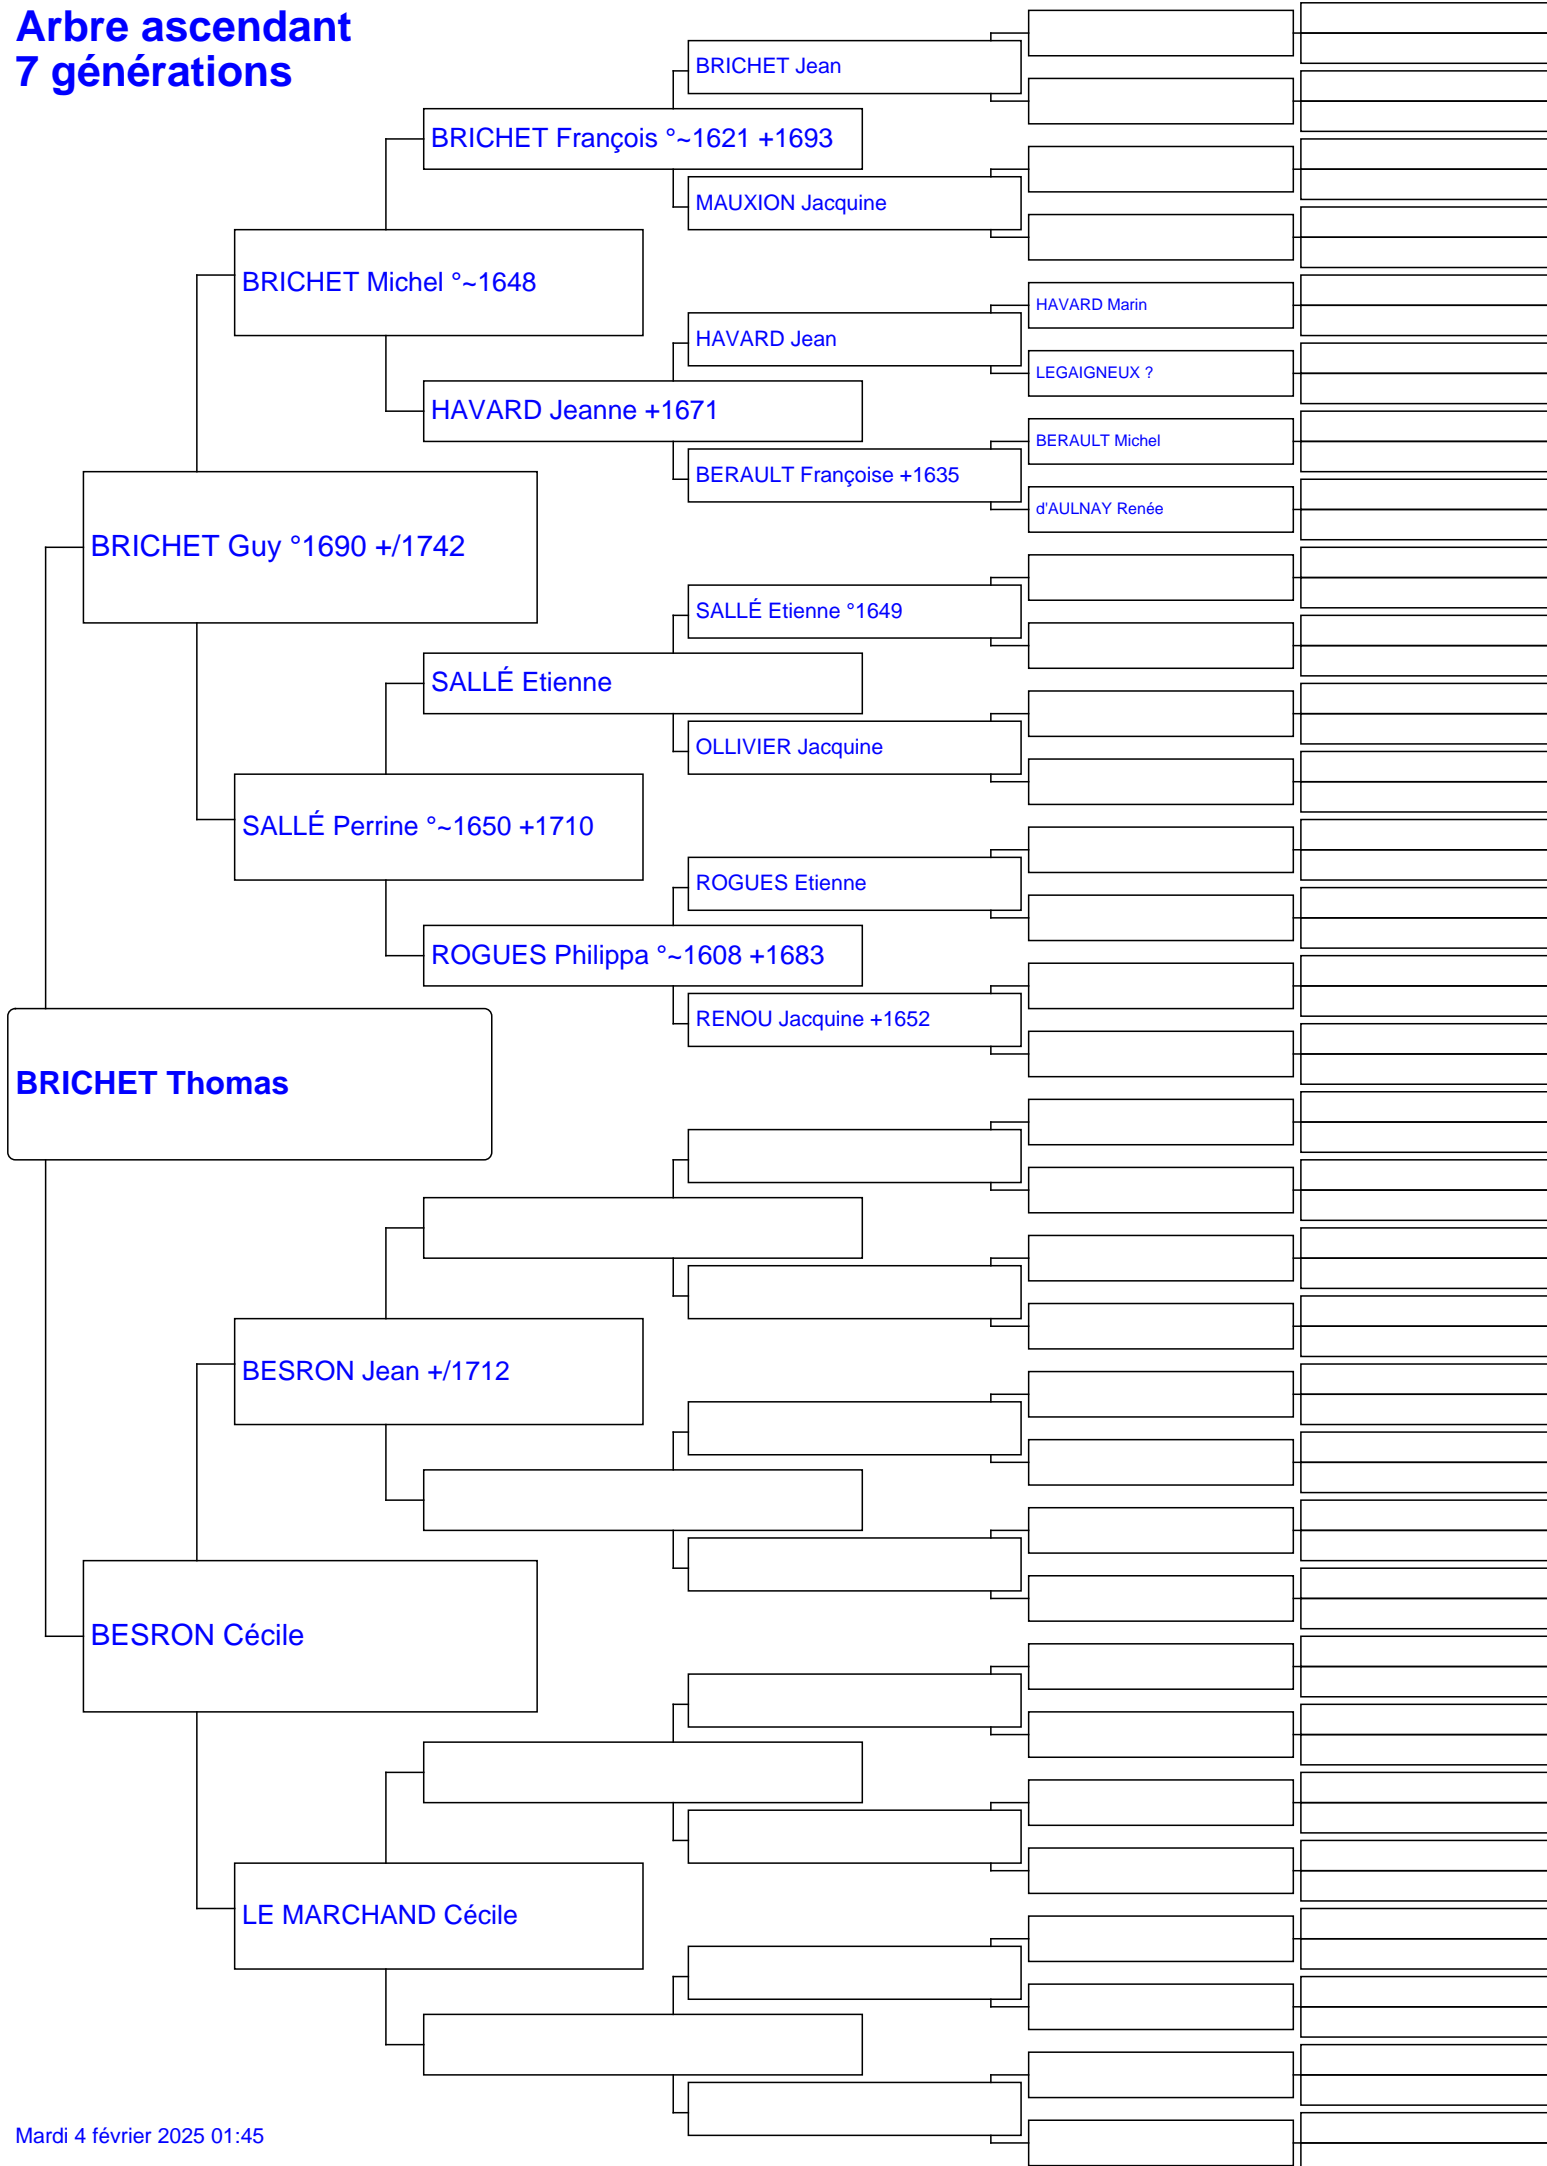 Arbre ascendant
7 générations
BRICHET Jean
BRICHET François °~1621 +1693
MAUXION Jacquine
BRICHET Michel °~1648
HAVARD Marin
HAVARD Jean
LEGAIGNEUX ?
HAVARD Jeanne +1671
BERAULT Michel
BERAULT Françoise +1635
d'AULNAY Renée
BRICHET Guy °1690 +/1742
SALLÉ Etienne °1649
SALLÉ Etienne
OLLIVIER Jacquine
SALLÉ Perrine °~1650 +1710
ROGUES Etienne
ROGUES Philippa °~1608 +1683
RENOU Jacquine +1652
BRICHET Thomas
BESRON Jean +/1712
BESRON Cécile
LE MARCHAND Cécile
Mardi 4 février 2025 01:45